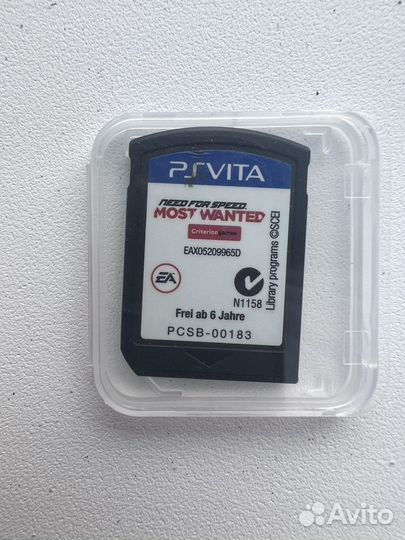 PSVITA
NEED FOR SPEED
MOST WANTED
Criterion games
EAX05209965D
EA
N1158
Library programs ©SCEI
Frei ab 6 Jahre
PCSB-00183
Avito